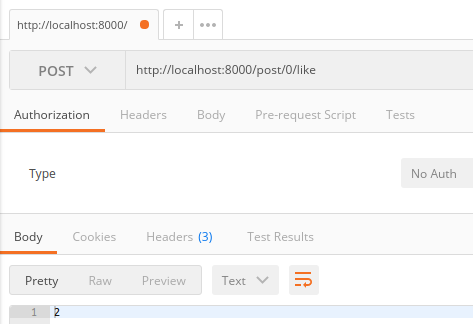 http://localhost:8000/
POST http://localhost:8000/post/0/like
Authorization Headers Body Pre-request Script Tests
Type No Auth
Body Cookies Headers (3) Test Results
Pretty Raw Preview Text
1 2